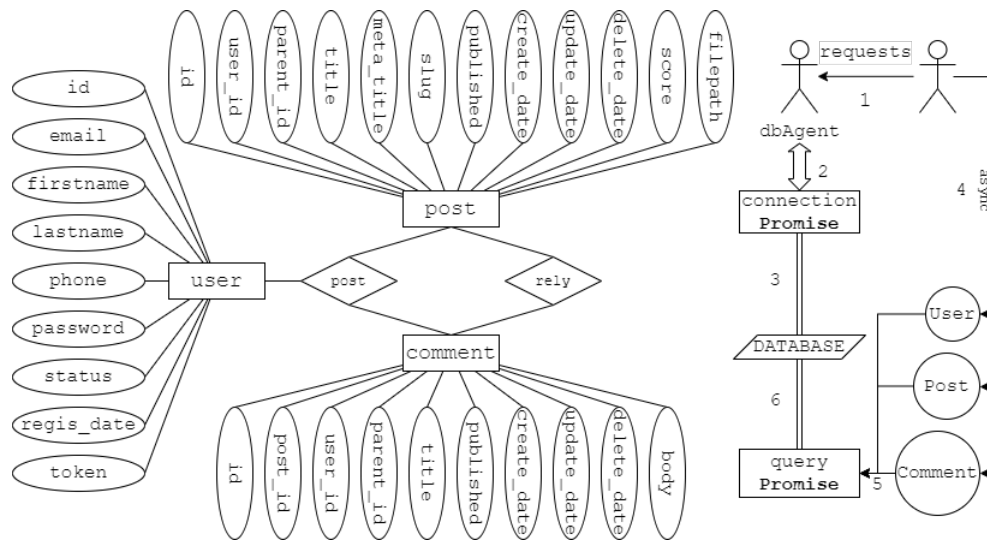 id
user_id
parent_id
title
meta_title
slug
published
create_date
update_date
delete_date
score
filepath
id
email
firstname
lastname
phone
password
status
regis_date
token
post
user
post
rely
comment
id
post_id
user_id
parent_id
title
published
create_date
update_date
delete_date
body
requests
1
dbAgent
2
connection
Promise
4
async
3
DATABASE
6
query
Promise
5
User
Post
Comment